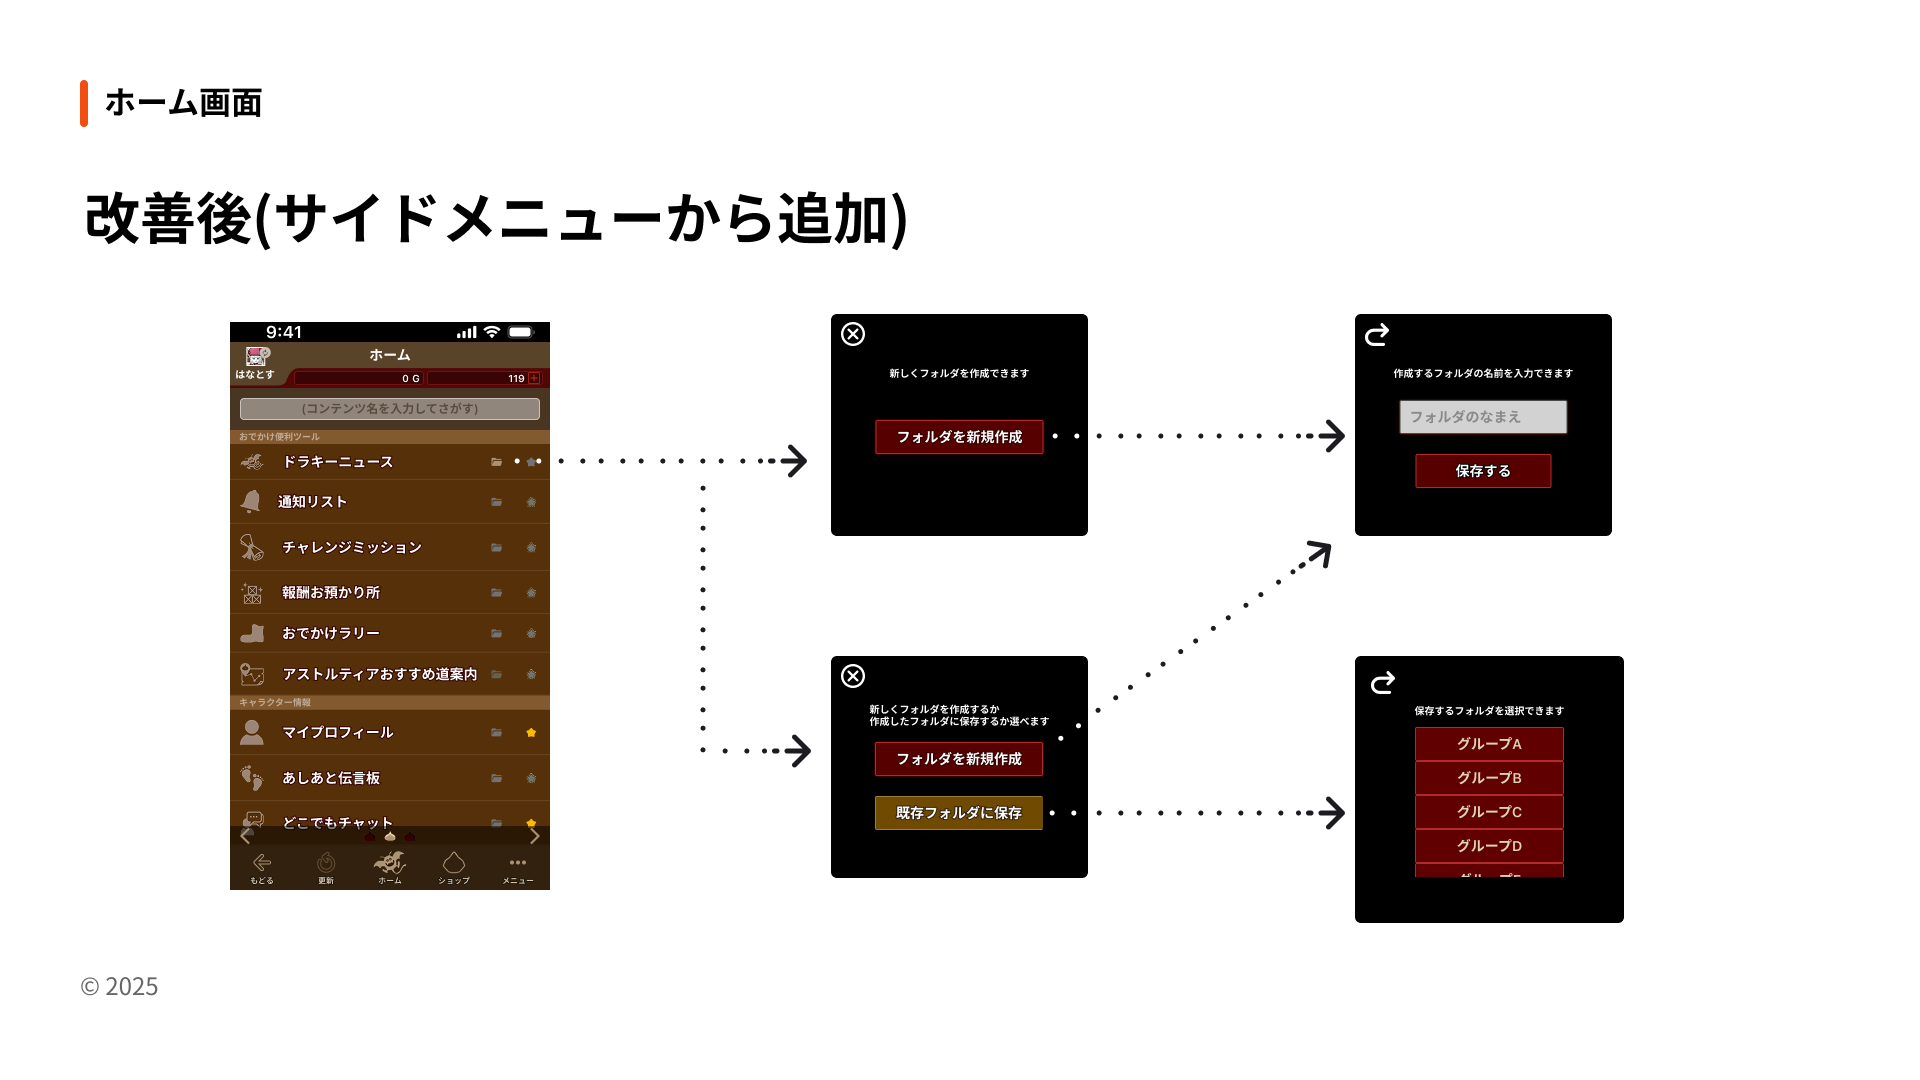 ホーム画面
改善後(サイドメニューから追加)
9:41
ホーム
はなとす
0 G
119
(コンテンツ名を入力してさがす)
おでかけ便利ツール
ドラキーニュース
通知リスト
チャレンジミッション
報酬お預かり所
おでかけラリー
アストルティアおすすめ道案内
キャラクター情報
マイプロフィール
あしあと伝言板
どこでもチャット
もどる
更新
ホーム
ショップ
メニュー
新しくフォルダを作成できます
フォルダを新規作成
作成するフォルダの名前を入力できます
フォルダのなまえ
保存する
新しくフォルダを作成するか
作成したフォルダに保存するか選べます
フォルダを新規作成
既存フォルダに保存
保存するフォルダを選択できます
グループA
グループB
グループC
グループD
© 2025